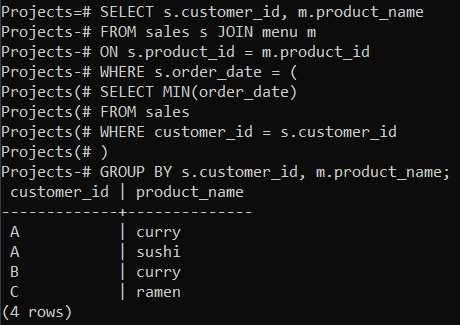 Projects=# SELECT s.customer_id, m.product_name
Projects-# FROM sales s JOIN menu m
Projects-# ON s.product_id = m.product_id
Projects-# WHERE s.order_date = (
Projects(# SELECT MIN(order_date)
Projects(# FROM sales
Projects(# WHERE customer_id = s.customer_id
Projects(# )
Projects-# GROUP BY s.customer_id, m.product_name;
 customer_id | product_name
-------------+--------------
 A           | curry
 A           | sushi
 B           | curry
 C           | ramen
(4 rows)